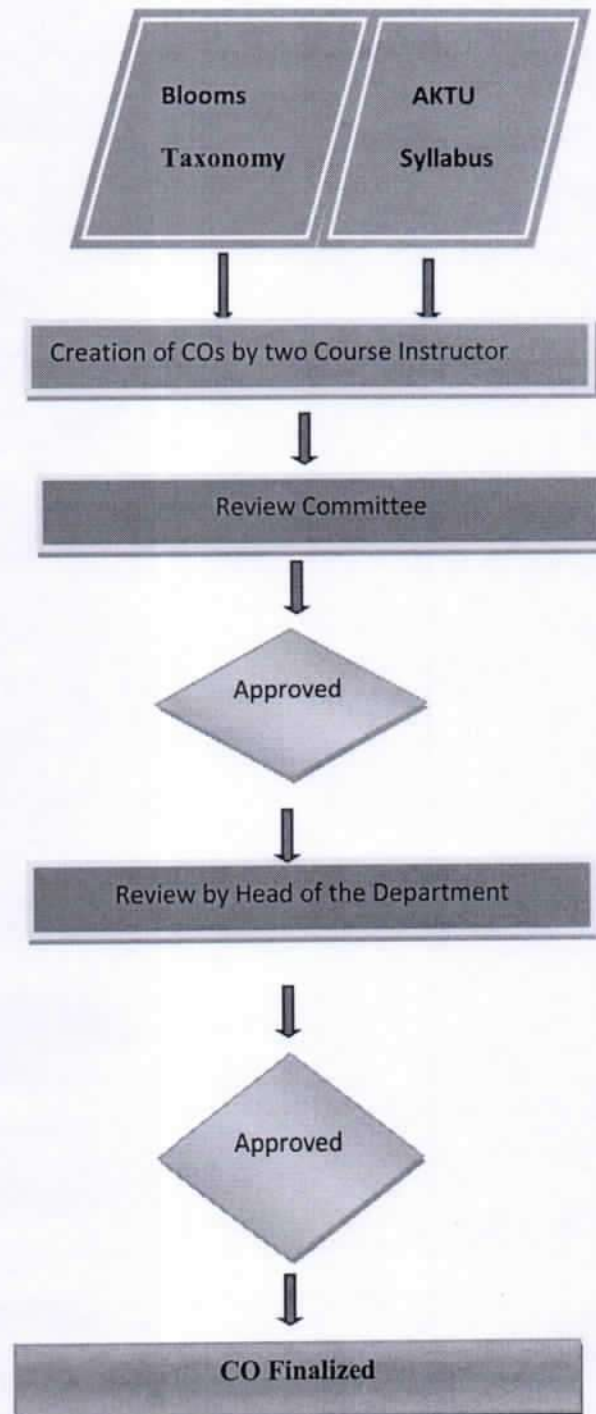 Blooms
Taxonomy
AKTU
Syllabus
Creation of COs by two Course Instructor
Review Committee
Approved
Review by Head of the Department
Approved
CO Finalized